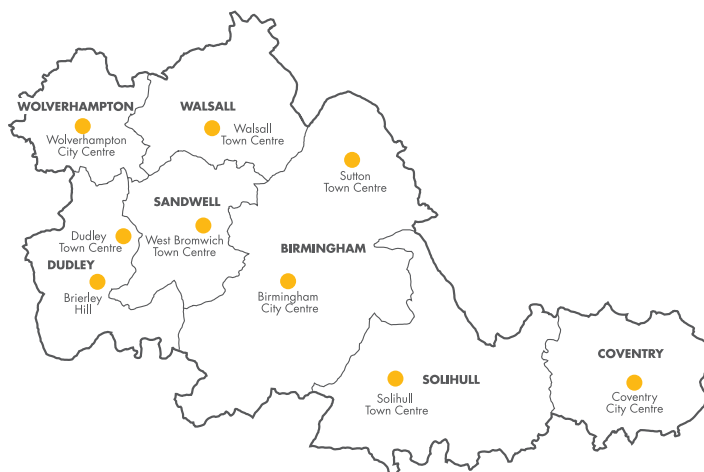 WOLVERHAMPTON
Wolverhampton
City Centre
WALSALL
Walsall
Town Centre
Sutton
Town Centre
SANDWELL
West Bromwich
Town Centre
Dudley
Town Centre
DUDLEY
Brierley
Hill
BIRMINGHAM
Birmingham
City Centre
SOLIHULL
Solihull
Town Centre
COVENTRY
Coventry
City Centre